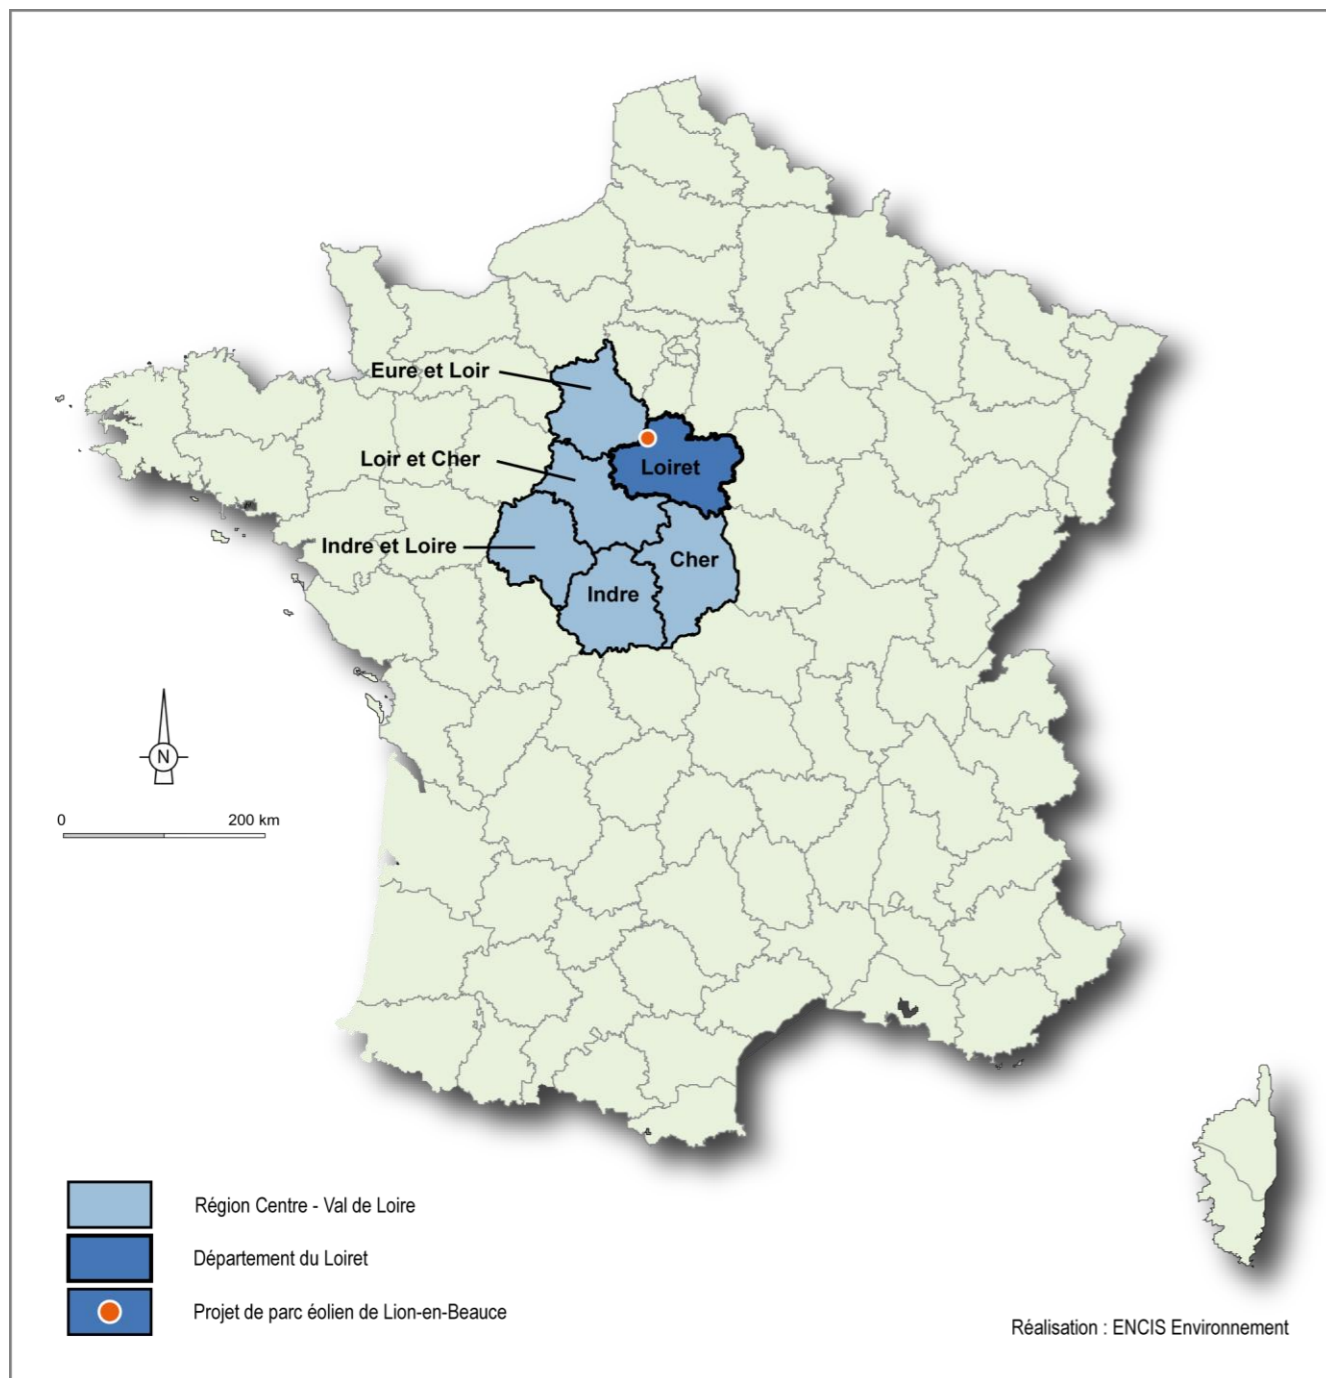 Eure et Loir
Loir et Cher
Loiret
Indre et Loire
Cher
Indre
N
0 200 km
Région Centre - Val de Loire
Département du Loiret
Projet de parc éolien de Lion-en-Beauce
Réalisation : ENCIS Environnement